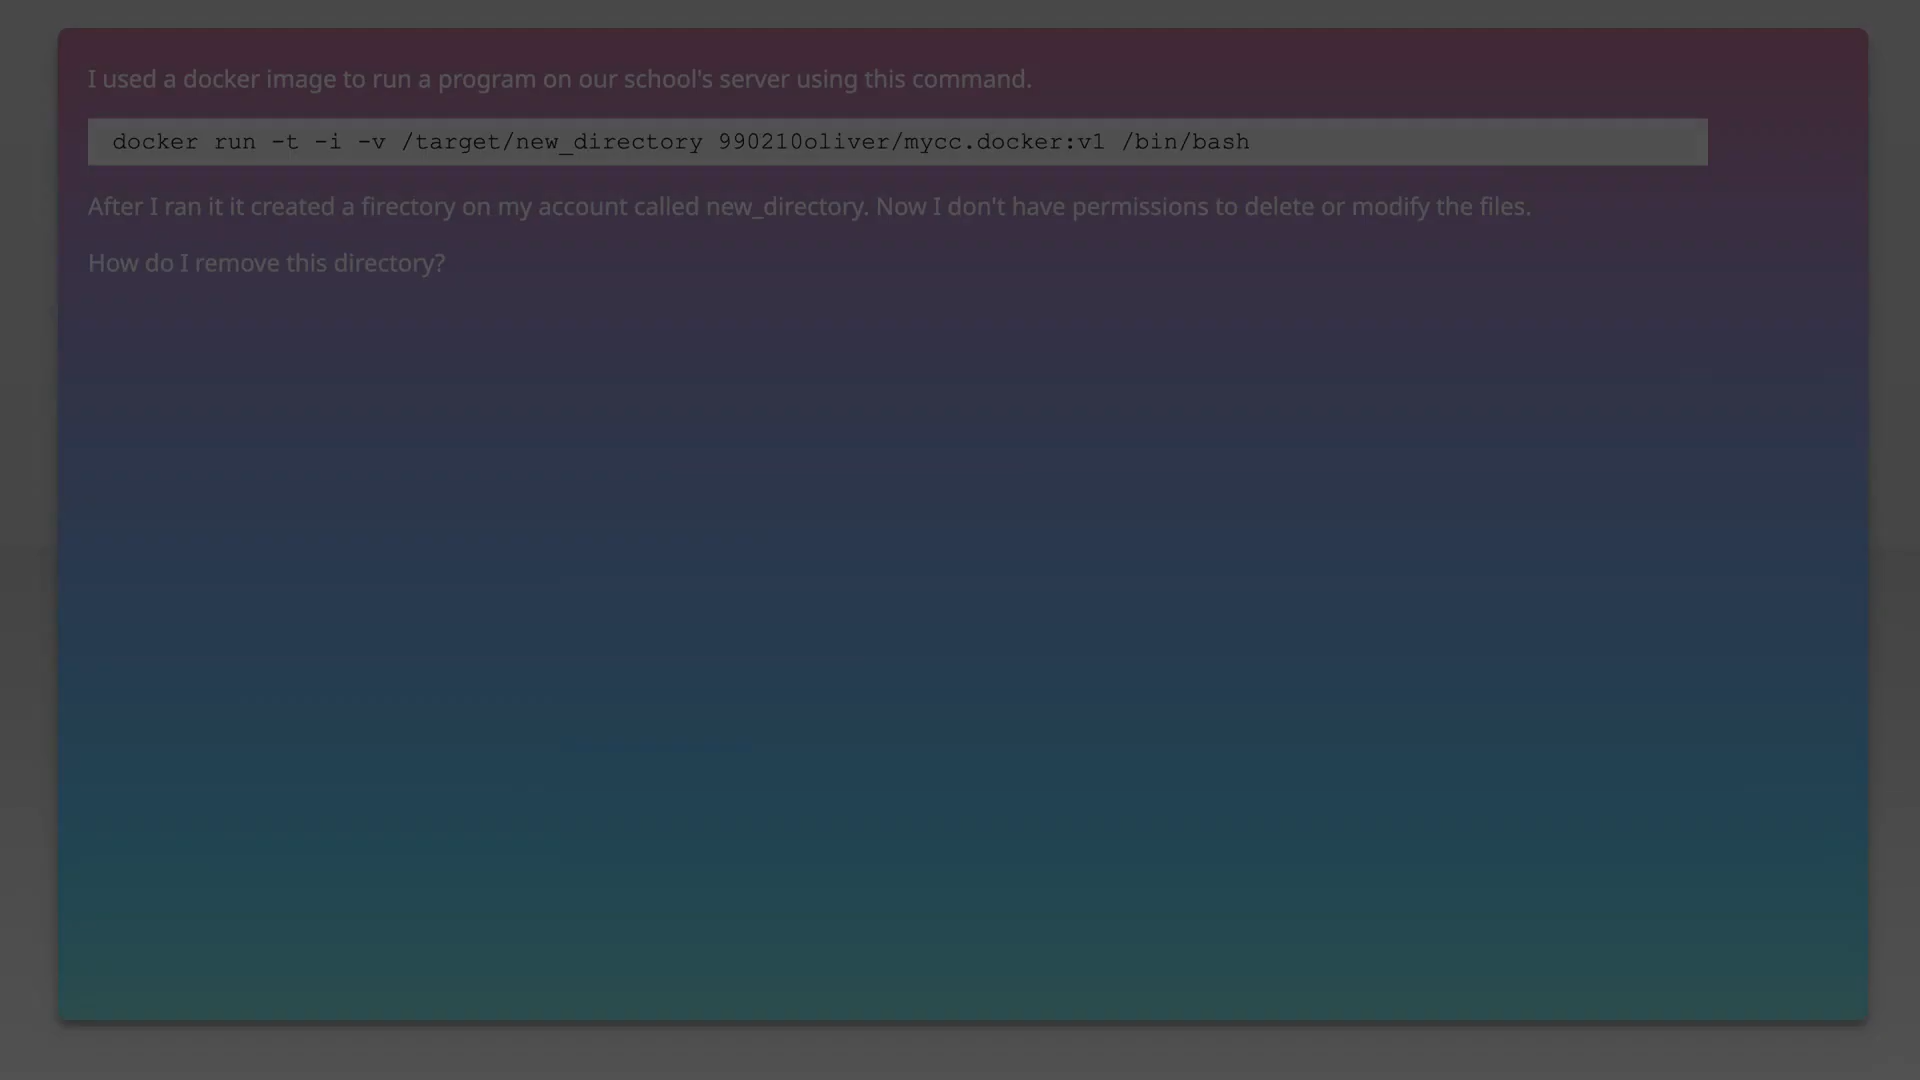 I used a docker image to run a program on our school's server using this command.
docker run -t -i -v /target/new_directory 990210oliver/mycc.docker:v1 /bin/bash
After I ran it it created a firectory on my account called new_directory. Now I don't have permissions to delete or modify the files.
How do I remove this directory?